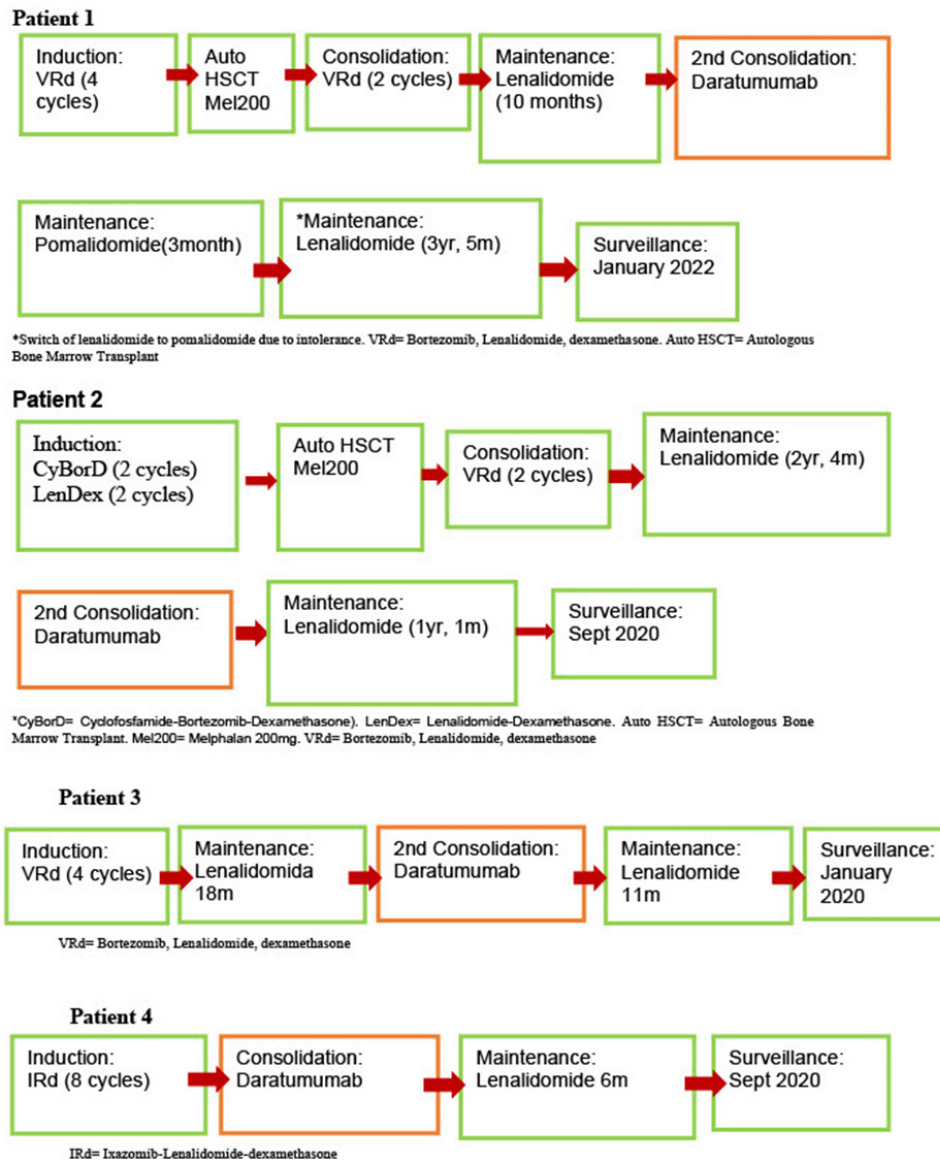 Patient 1
Induction:
VRd (4
cycles)
Auto
HSCT
Mel200
Consolidation:
VRd (2 cycles)
Maintenance:
Lenalidomide
(10 months)
2nd Consolidation:
Daratumumab
Maintenance:
Pomalidomide(3month)
*Maintenance:
Lenalidomide (3yr, 5m)
Surveillance:
January 2022
*Switch of lenalidomide to pomalidomide due to intolerance. VRd= Bortezomib, Lenalidomide, dexamethasone. Auto HSCT= Autologous
Bone Marrow Transplant
Patient 2
Induction:
CyBorD (2 cycles)
LenDex (2 cycles)
Auto HSCT
Mel200
Consolidation:
VRd (2 cycles)
Maintenance:
Lenalidomide (2yr, 4m)
2nd Consolidation:
Daratumumab
Maintenance:
Lenalidomide (1yr, 1m)
Surveillance:
Sept 2020
*CyBorD= Cyclofosfamide-Bortezomib-Dexamethasone). LenDex= Lenalidomide-Dexamethasone. Auto HSCT= Autologous Bone
Marrow Transplant. Mel200= Melphalan 200mg. VRd= Bortezomib, Lenalidomide, dexamethasone
Patient 3
Induction:
VRd (4 cycles)
Maintenance:
Lenalidomida
18m
2nd Consolidation:
Daratumumab
Maintenance:
Lenalidomide
11m
Surveillance:
January
2020
VRd= Bortezomib, Lenalidomide, dexamethasone
Patient 4
Induction:
IRd (8 cycles)
Consolidation:
Daratumumab
Maintenance:
Lenalidomide 6m
Surveillance:
Sept 2020
IRd= Ixazomib-Lenalidomide-dexamethasone